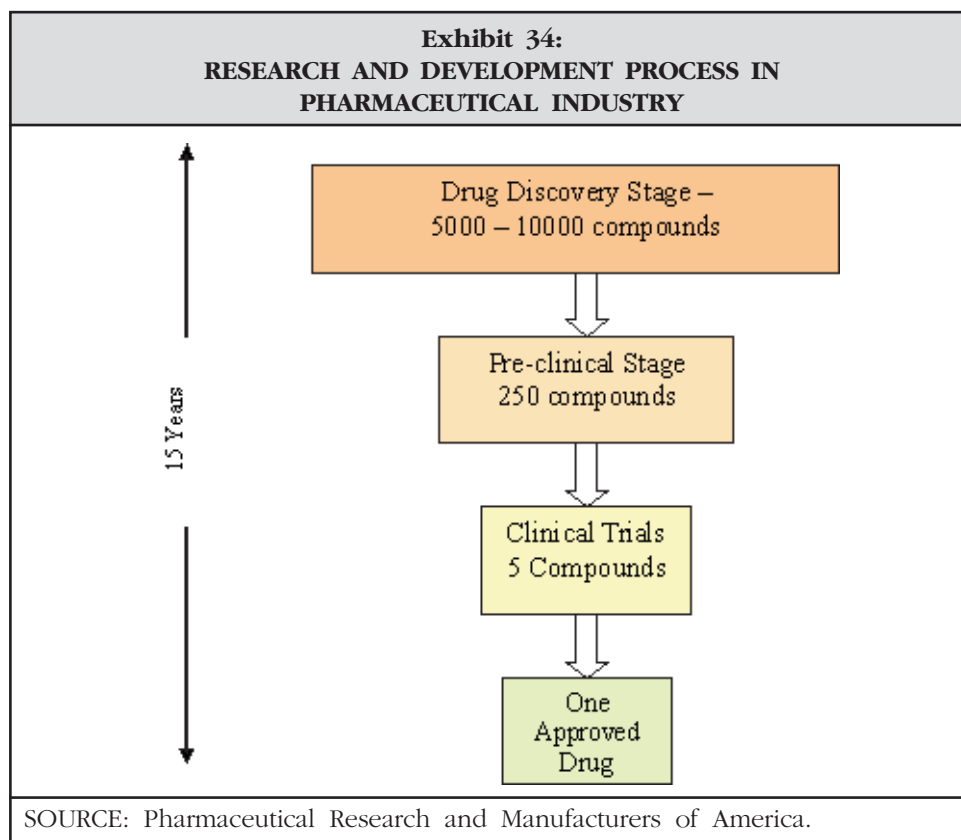 Exhibit 34:
RESEARCH AND DEVELOPMENT PROCESS IN
PHARMACEUTICAL INDUSTRY
15 Years
Drug Discovery Stage –
5000 – 10000 compounds
Pre-clinical Stage
250 compounds
Clinical Trials
5 Compounds
One
Approved
Drug
SOURCE: Pharmaceutical Research and Manufacturers of America.